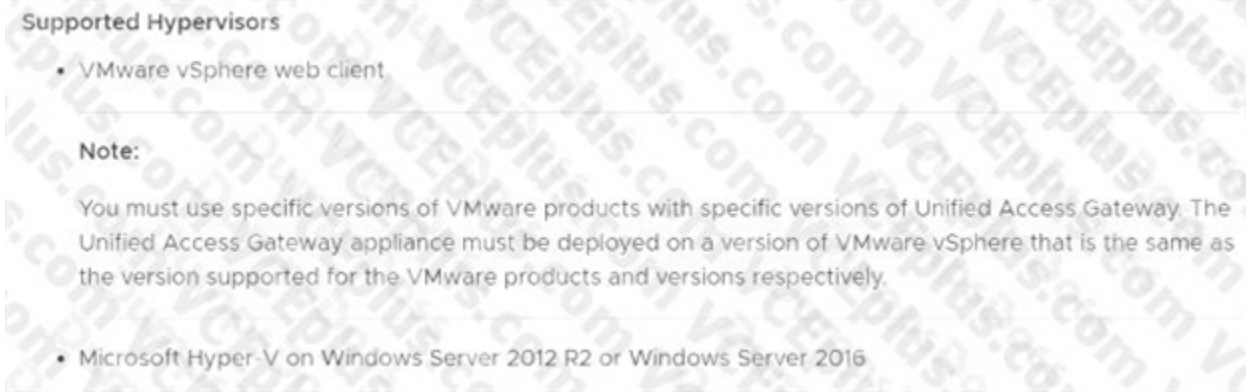 Supported Hypervisors
• VMware vSphere web client
Note:
You must use specific versions of VMware products with specific versions of Unified Access Gateway. The
Unified Access Gateway appliance must be deployed on a version of VMware vSphere that is the same as
the version supported for the VMware products and versions respectively.
• Microsoft Hyper-V on Windows Server 2012 R2 or Windows Server 2016